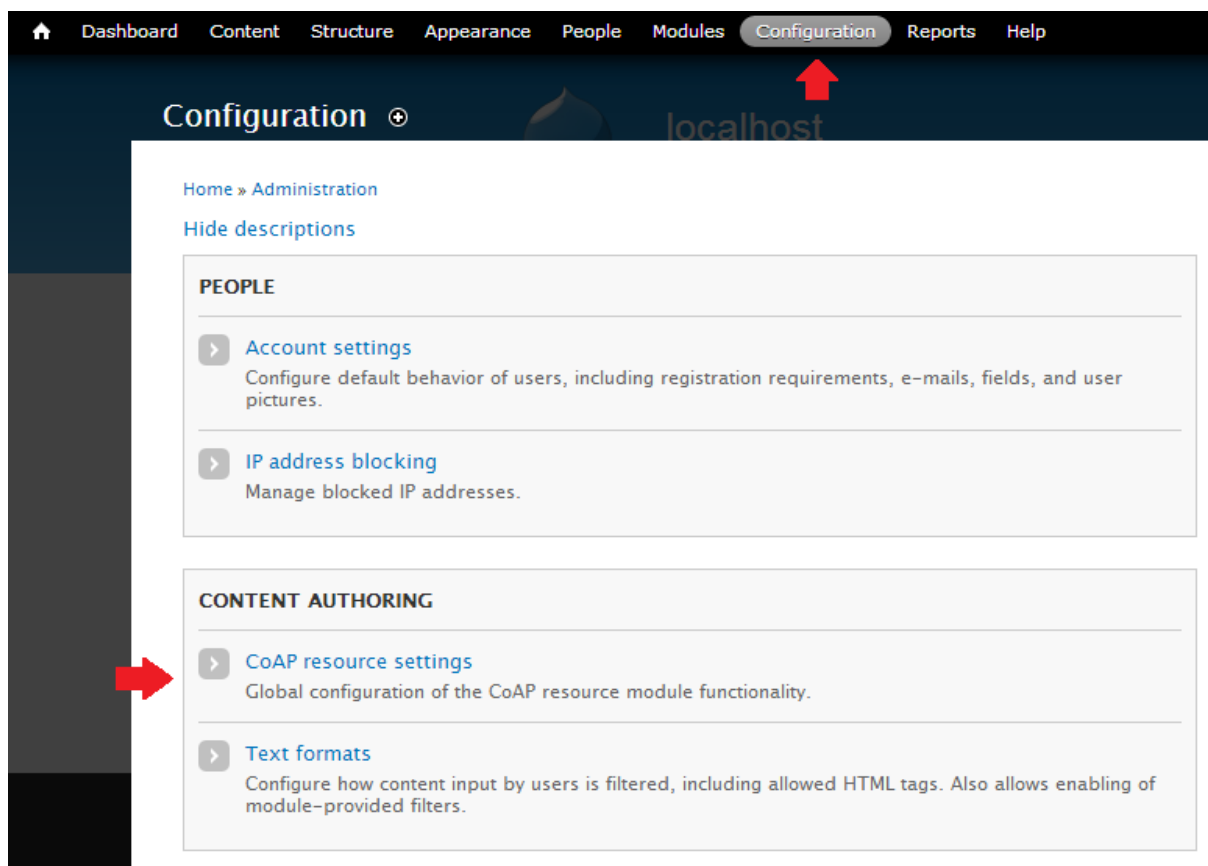 Dashboard Content Structure Appearance People Modules Configuration Reports Help
Configuration
localhost
Home » Administration
Hide descriptions
PEOPLE
Account settings
Configure default behavior of users, including registration requirements, e-mails, fields, and user
pictures.
IP address blocking
Manage blocked IP addresses.
CONTENT AUTHORING
CoAP resource settings
Global configuration of the CoAP resource module functionality.
Text formats
Configure how content input by users is filtered, including allowed HTML tags. Also allows enabling of
module-provided filters.